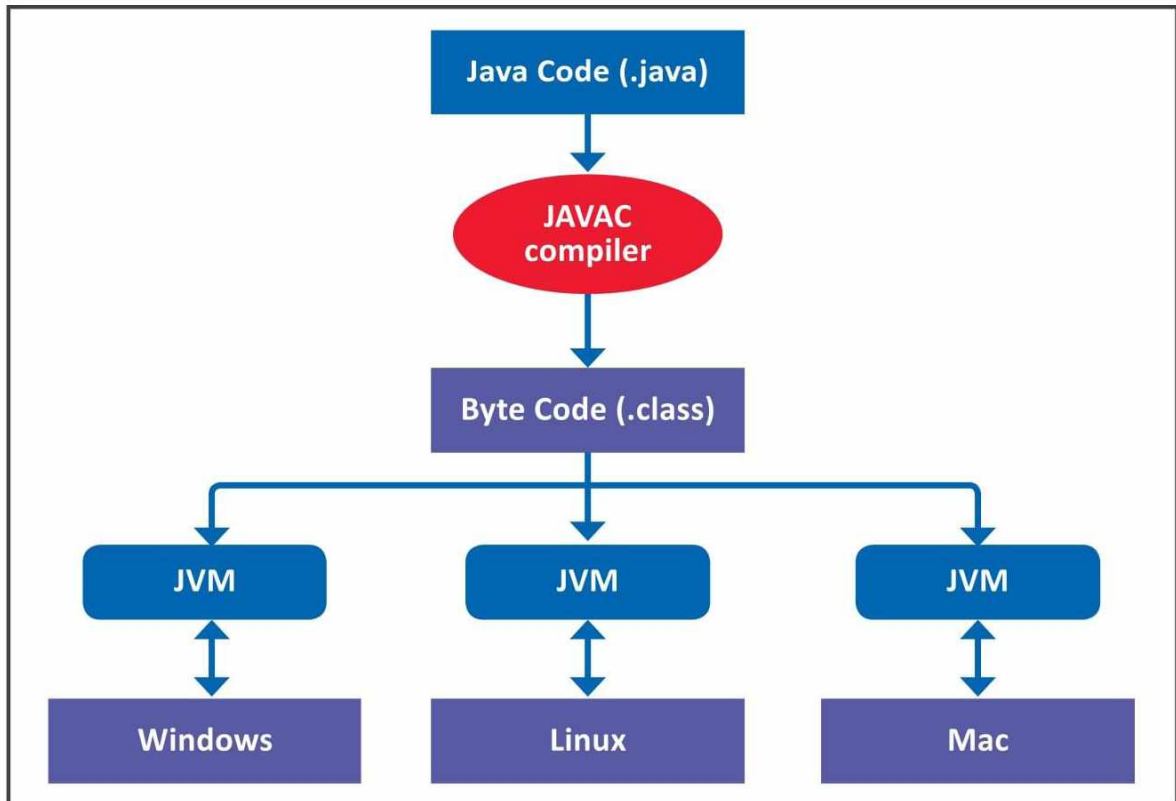 Java Code (.java)
JAVAC
compiler
Byte Code (.class)
JVM
JVM
JVM
Windows
Linux
Mac